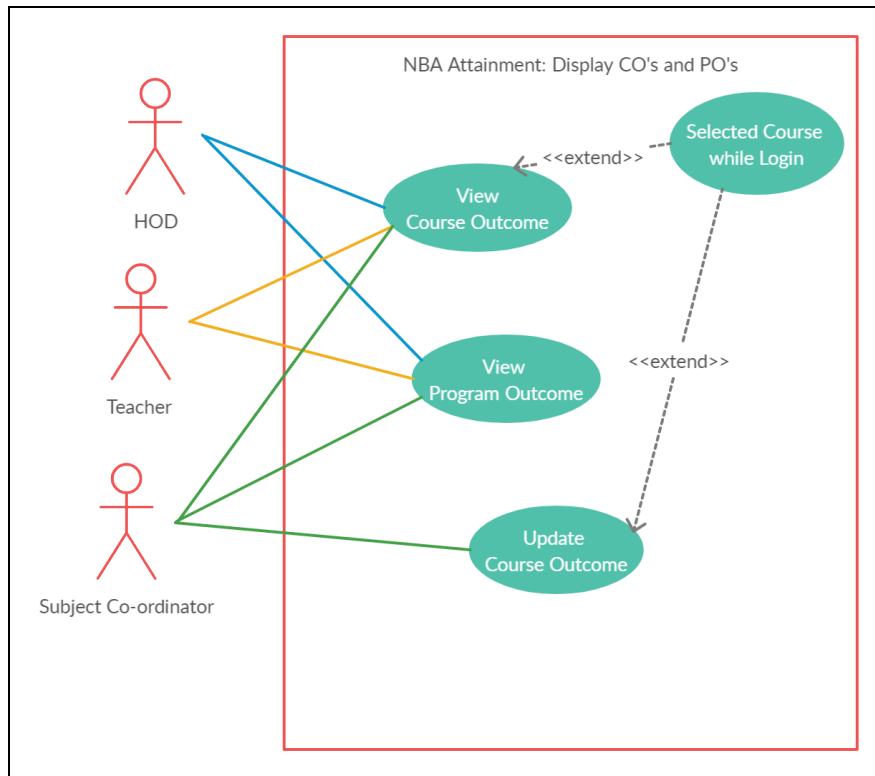 NBA Attainment: Display CO's and PO's
Selected Course
while Login
<<extend>>
View
Course Outcome
HOD
<<extend>>
View
Program Outcome
Teacher
Update
Course Outcome
Subject Co-ordinator